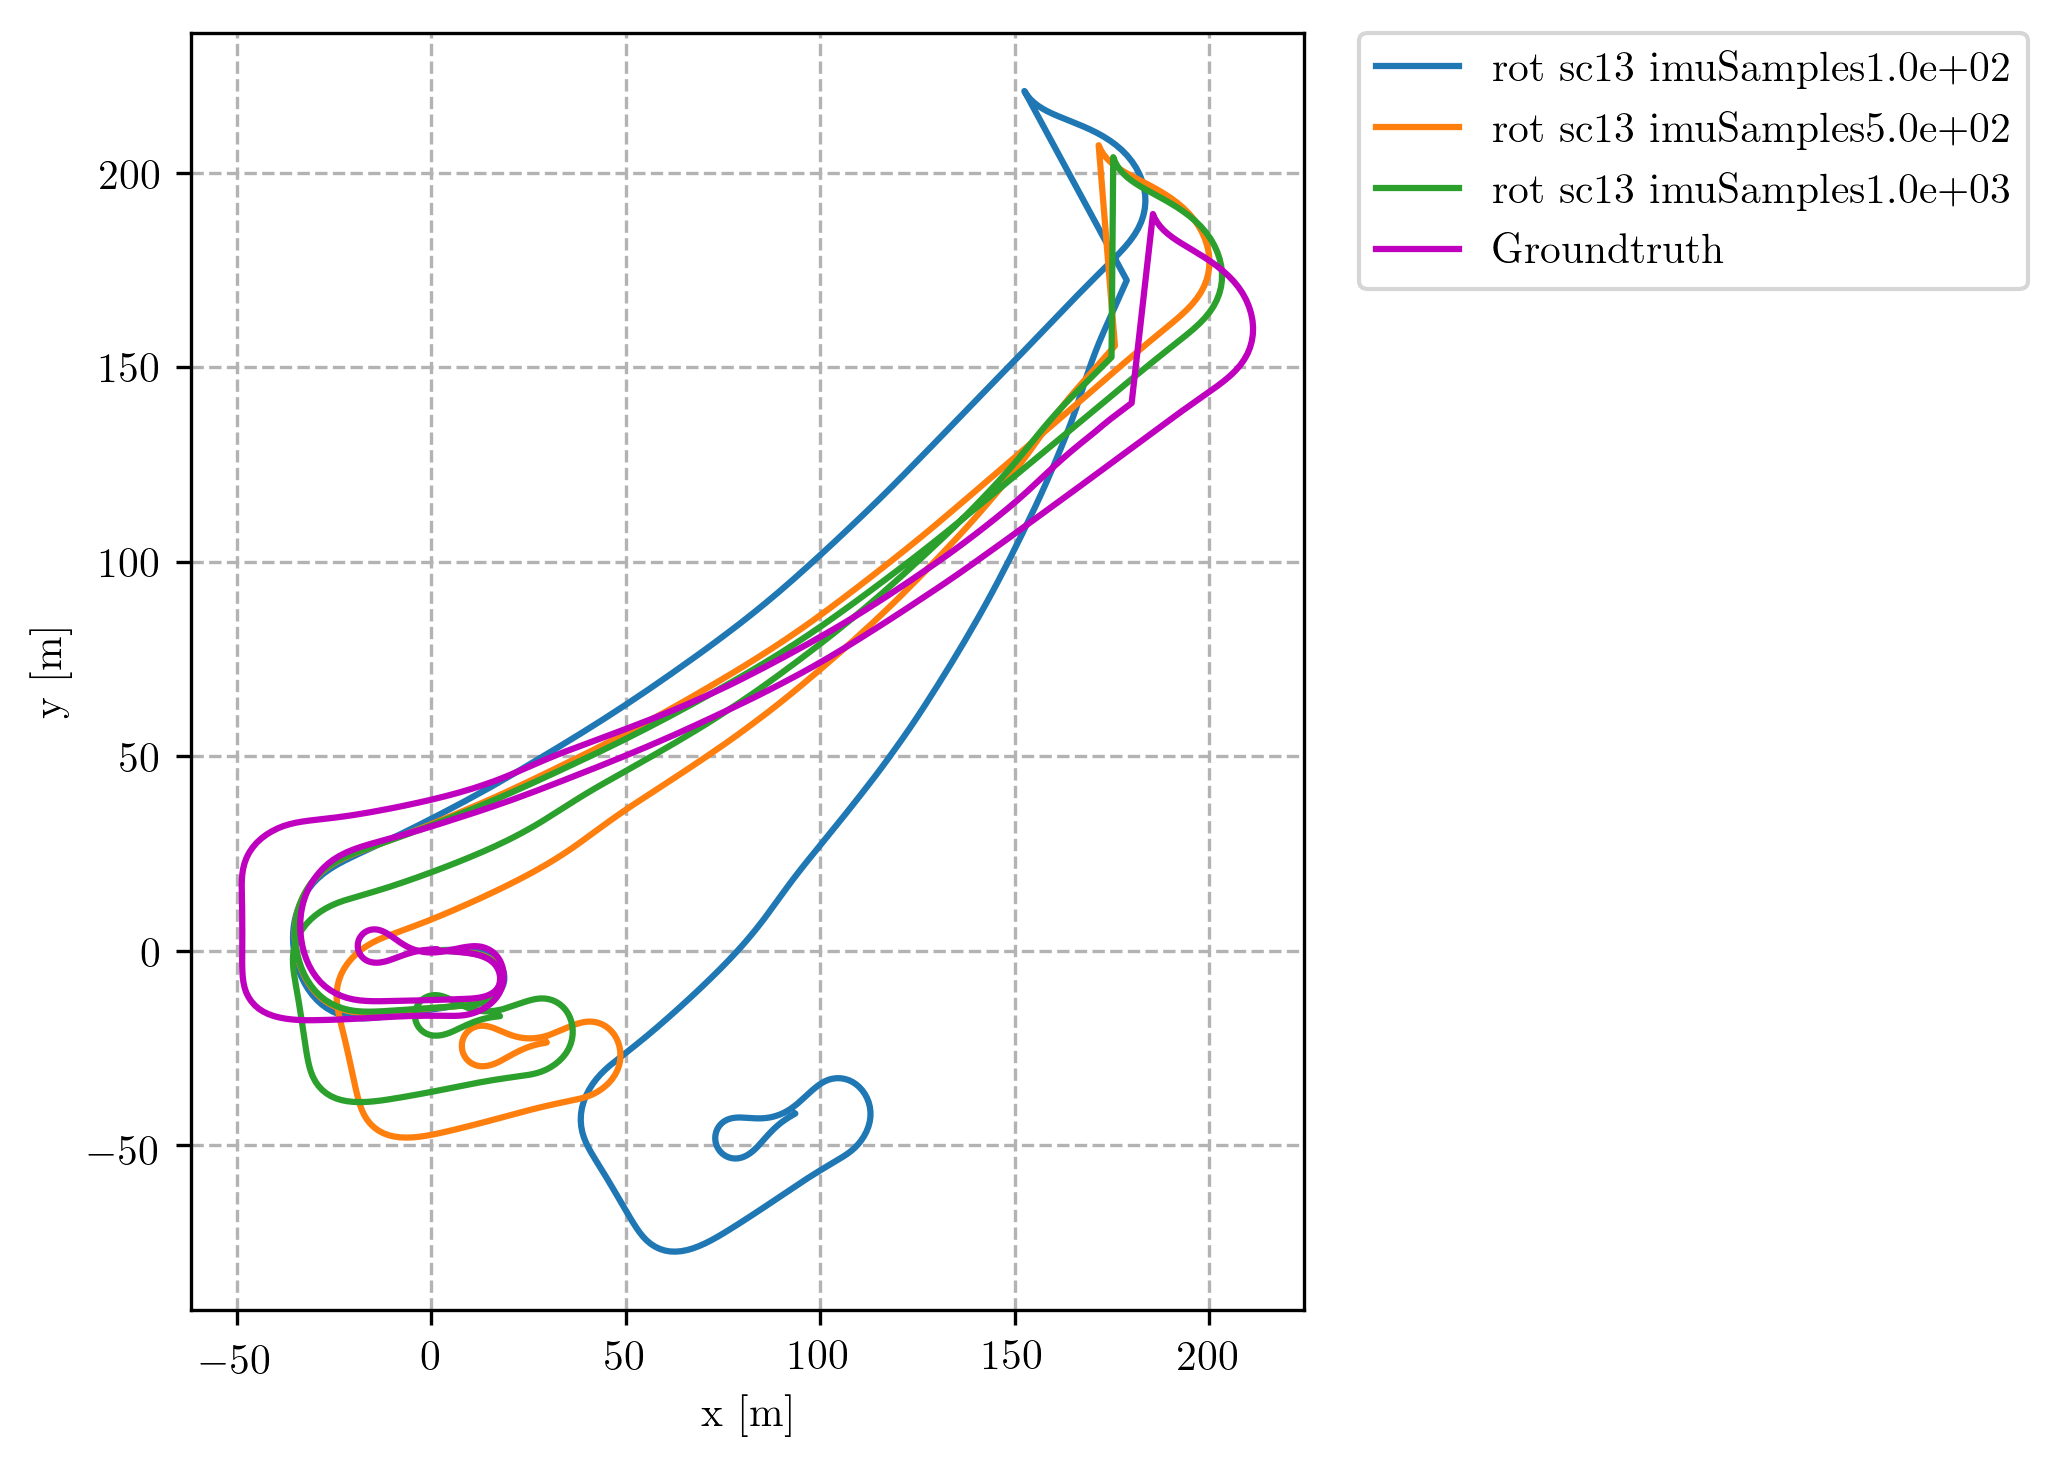 rot sc13 imuSamples1.0e+02
rot sc13 imuSamples5.0e+02
rot sc13 imuSamples1.0e+03
Groundtruth
200
150
100
50
0
−50
y [m]
−50 0 50 100 150 200
x [m]